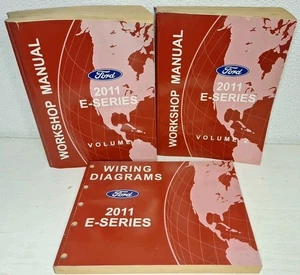 WORKSHOP MANUAL
Ford
2011
E-SERIES
VOLUME
WORKSHOP MANUAL
Ford
2011
E-SERIES
VOLUME
WIRING
DIAGRAMS
Ford
2011
E-SERIES